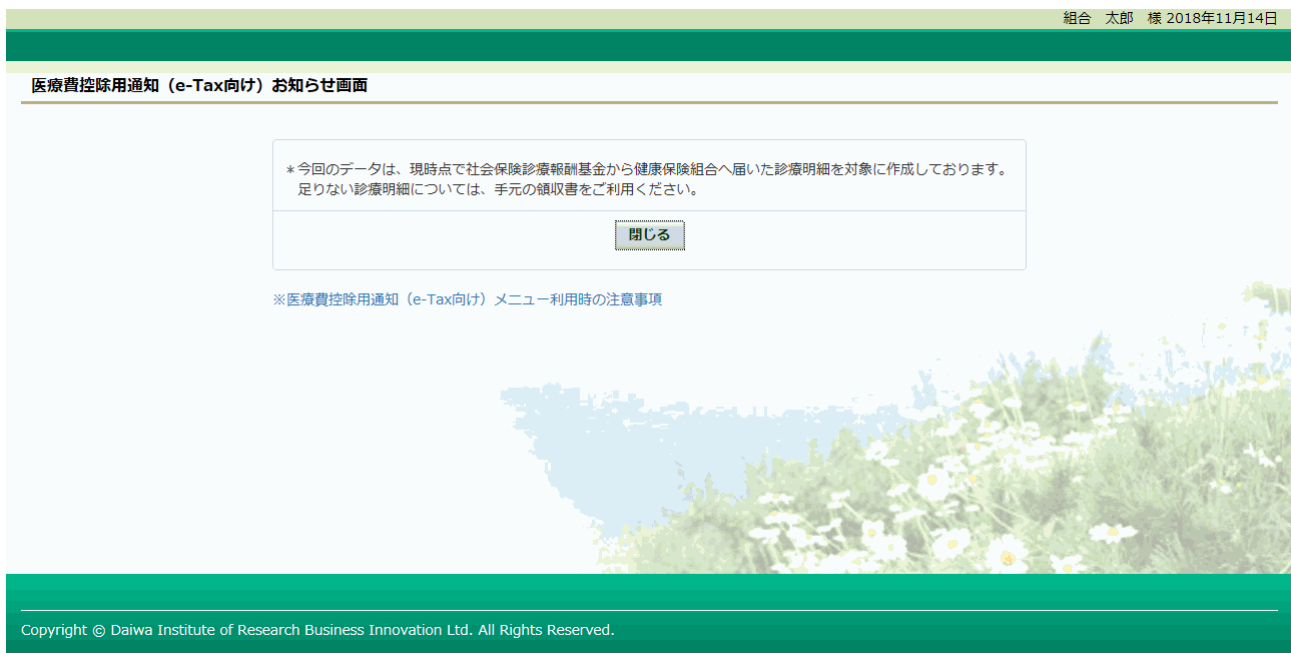 組合　太郎　様 2018年11月14日
医療費控除用通知（e-Tax向け）お知らせ画面
＊今回のデータは、現時点で社会保険診療報酬基金から健康保険組合へ届いた診療明細を対象に作成しております。
足りない診療明細については、手元の領収書をご利用ください。
閉じる
※医療費控除用通知（e-Tax向け）メニュー利用時の注意事項
Copyright © Daiwa Institute of Research Business Innovation Ltd. All Rights Reserved.